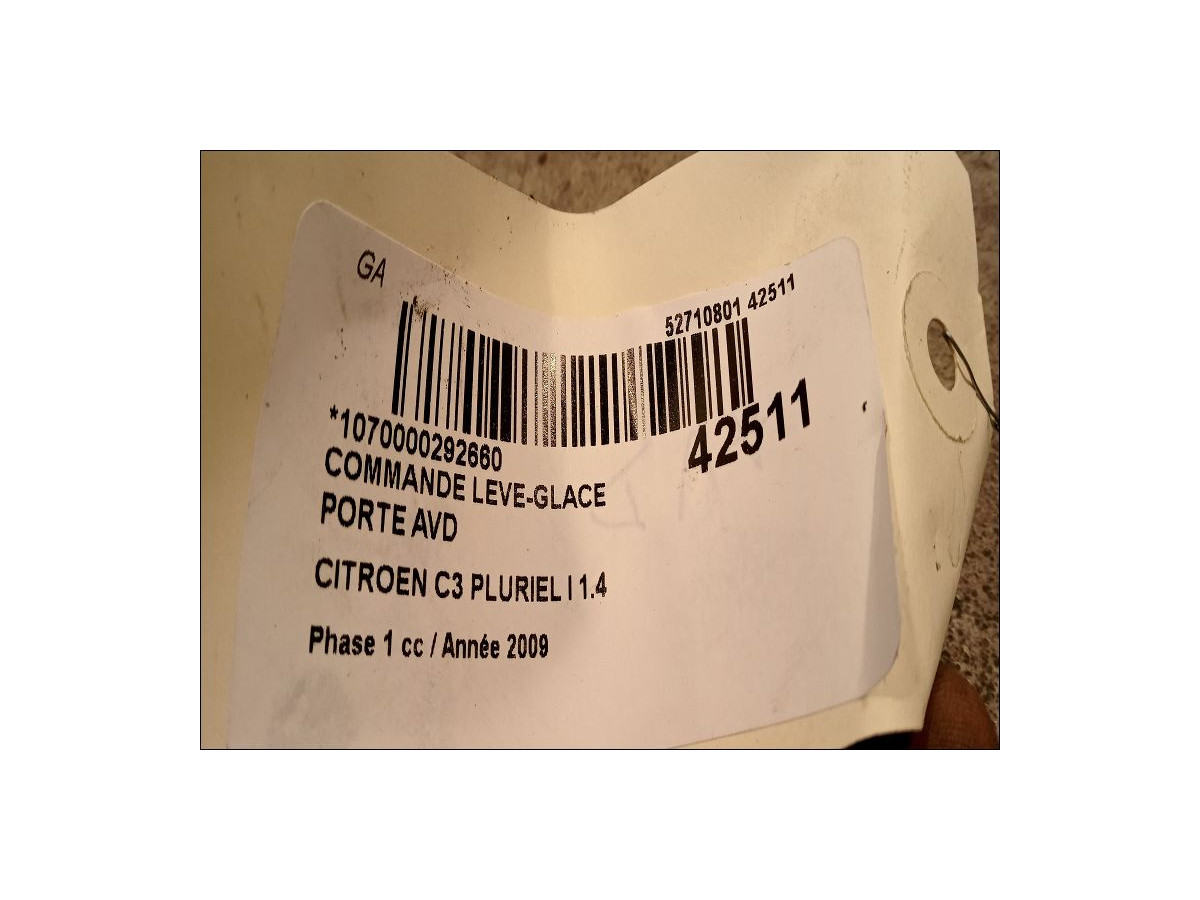 GA
52710801 42511
*1070000292660
42511
COMMANDE LEVE-GLACE
PORTE AVD
CITROEN C3 PLURIEL I 1.4
Phase 1 cc / Année 2009